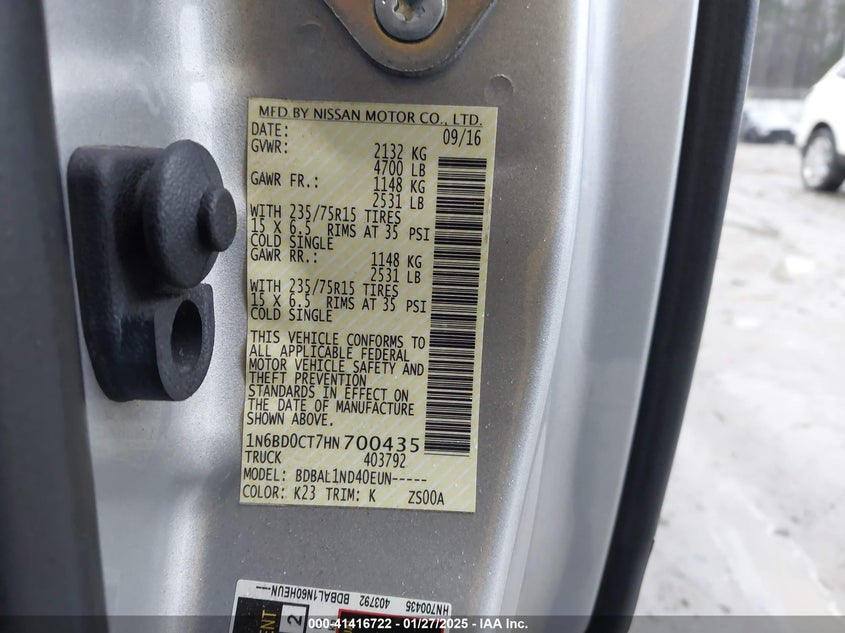 MFD.BY NISSAN MOTOR CO., LTD.
DATE: 09/16
GVWR: 2132 KG
4700 LB
GAWR FR.: 1148 KG
2531 LB
WITH 235/75R15 TIRES
15 X 6.5 RIMS AT 35 PSI
COLD SINGLE
GAWR RR.: 1148 KG
2531 LB
WITH 235/75R15 TIRES
15 X 6.5 RIMS AT 35 PSI
COLD SINGLE
THIS VEHICLE CONFORMS TO
ALL APPLICABLE FEDERAL
MOTOR VEHICLE SAFETY AND
THEFT PREVENTION
STANDARDS IN EFFECT ON
THE DATE OF MANUFACTURE
SHOWN ABOVE.
1N6BD0CT7HN700435
TRUCK 403792
MODEL: BDBAL1ND40EUN-----
COLOR: K23 TRIM: K ZS00A
HN700435 403792 BDBAL1N60HEUN--
2
000-41416722 - 01/27/2025 - IAA Inc.